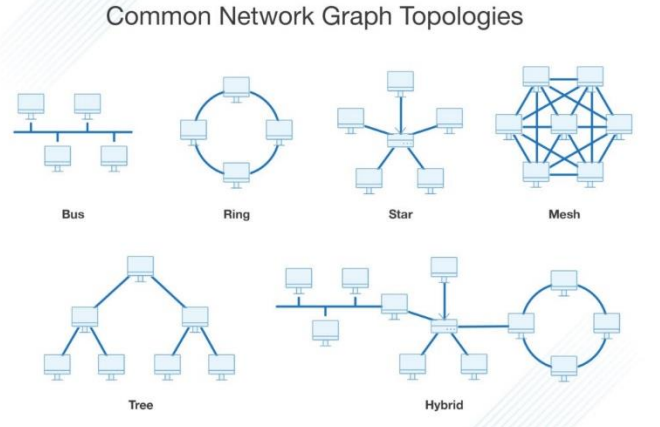 Common Network Graph Topologies
Bus
Ring
Star
Mesh
Tree
Hybrid